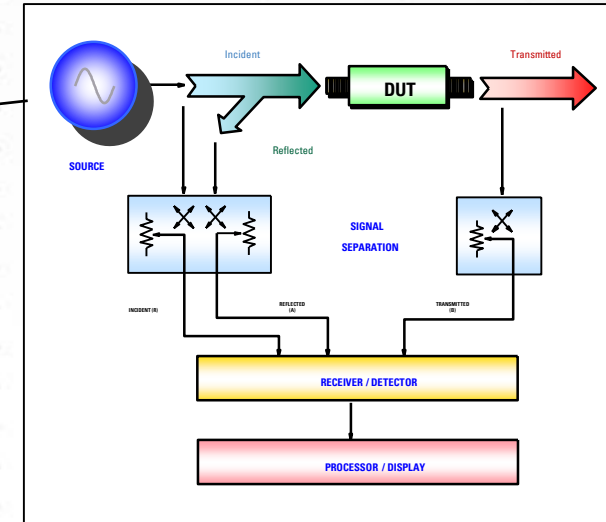 Incident
Transmitted
DUT
Reflected
SOURCE
SIGNAL
SEPARATION
INCIDENT (R)
REFLECTED
(A)
TRANSMITTED
(B)
RECEIVER / DETECTOR
PROCESSOR / DISPLAY